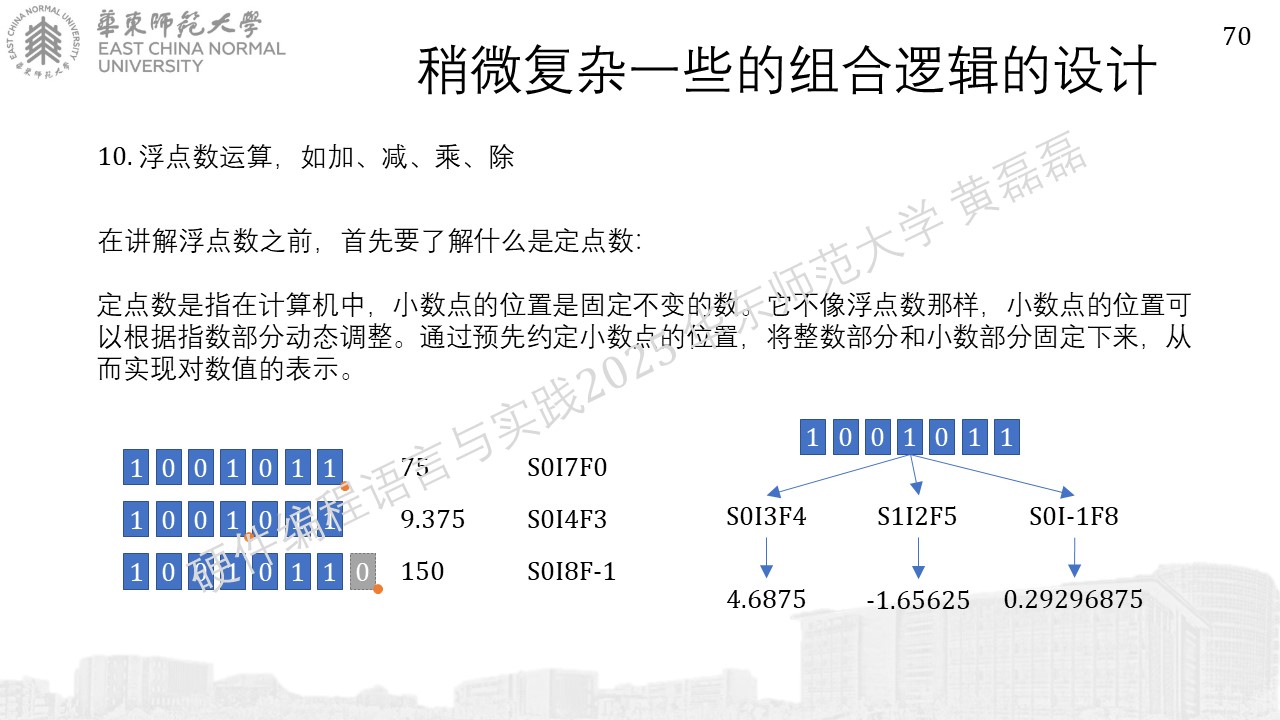 華東師範大學
EAST CHINA NORMAL
UNIVERSITY
70
稍微复杂一些的组合逻辑的设计
10. 浮点数运算，如加、减、乘、除
在讲解浮点数之前，首先要了解什么是定点数：
定点数是指在计算机中，小数点的位置是固定不变的数。它不像浮点数那样，小数点的位置可
以根据指数部分动态调整。通过预先约定小数点的位置，将整数部分和小数部分固定下来，从
而实现对数值的表示。
1 0 0 1 0 1 1 75 S0I7F0
1 0 0 1 0 1 1 9.375 S0I4F3
1 0 0 1 0 1 1 0 150 S0I8F-1
1 0 0 1 0 1 1
S0I3F4 S1I2F5 S0I-1F8
4.6875 -1.65625 0.29296875
硬件编程语言与实践2025 华东师范大学 黄磊磊